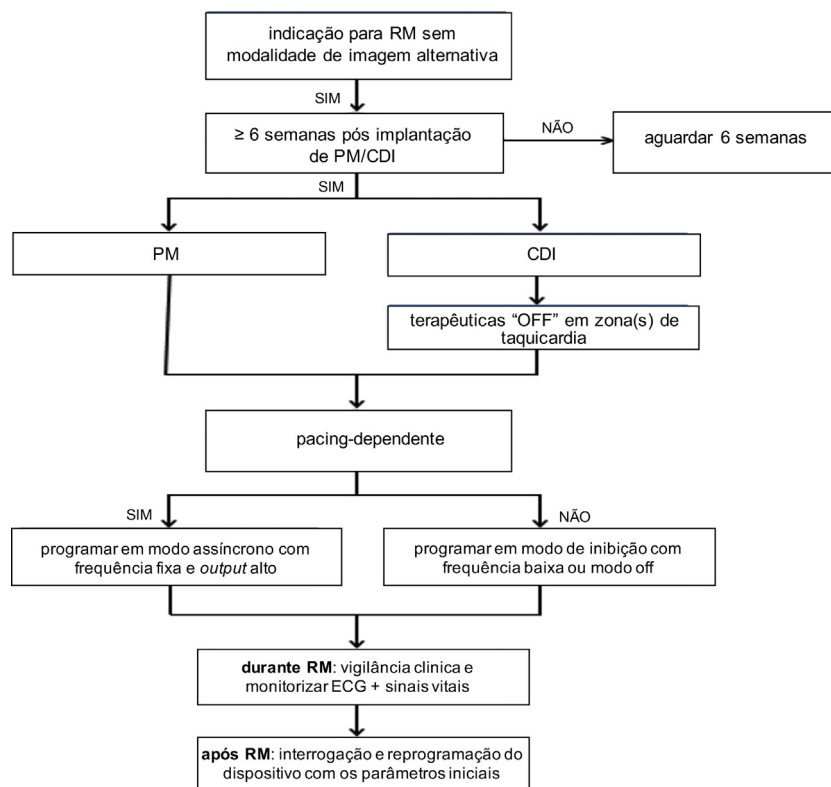 indicação para RM sem
modalidade de imagem alternativa
SIM
≥ 6 semanas pós implantação
de PM/CDI
NÃO
aguardar 6 semanas
SIM
PM
CDI
terapêuticas “OFF” em zona(s) de
taquicardia
pacing-dependente
SIM
NÃO
programar em modo assíncrono com
frequência fixa e output alto
programar em modo de inibição com
frequência baixa ou modo off
durante RM: vigilância clinica e
monitorizar ECG + sinais vitais
após RM: interrogação e reprogramação do
dispositivo com os parâmetros iniciais